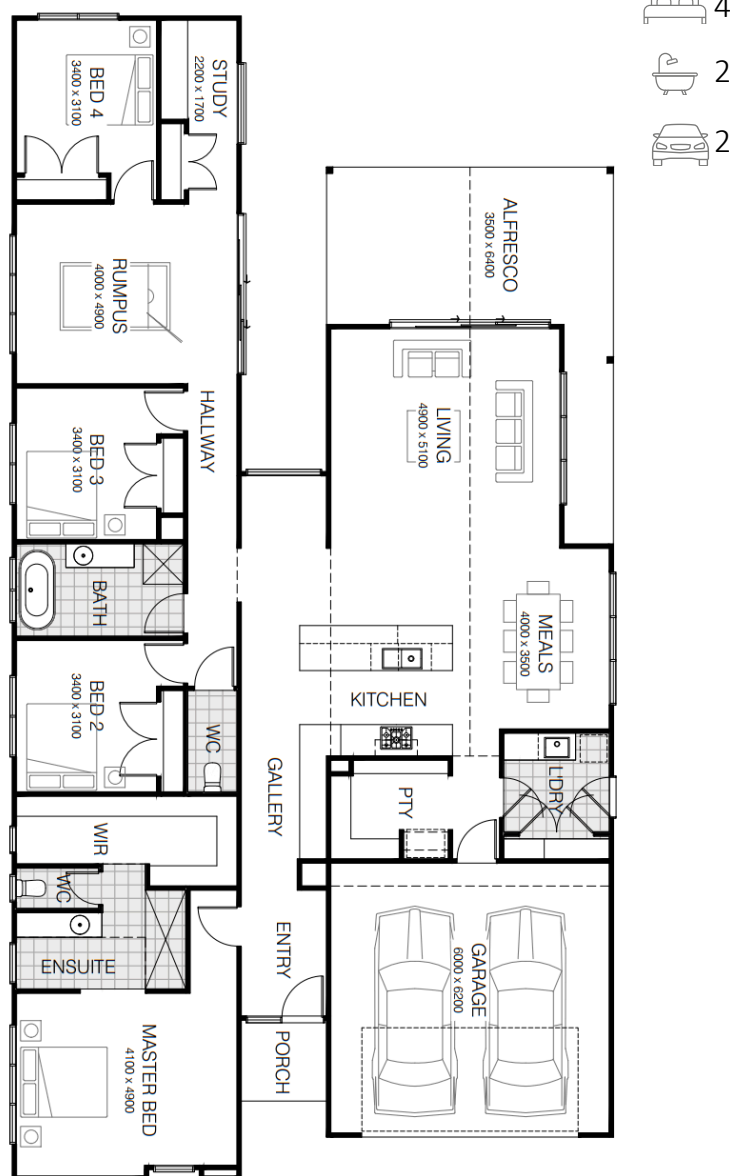 4
2
2
BED 4
3400 x 3100
STUDY
2200 x 1700
ALFRESCO
3500 x 6400
RUMPUS
4000 x 4900
HALLWAY
LIVING
4900 x 5100
BED 3
3400 x 3100
BATH
MEALS
4000 x 3500
KITCHEN
BED 2
3400 x 3100
WC
GALLERY
PTY
L'DRY
WIR
WC
ENSUITE
ENTRY
GARAGE
6000 x 6200
PORCH
MASTER BED
4100 x 4900